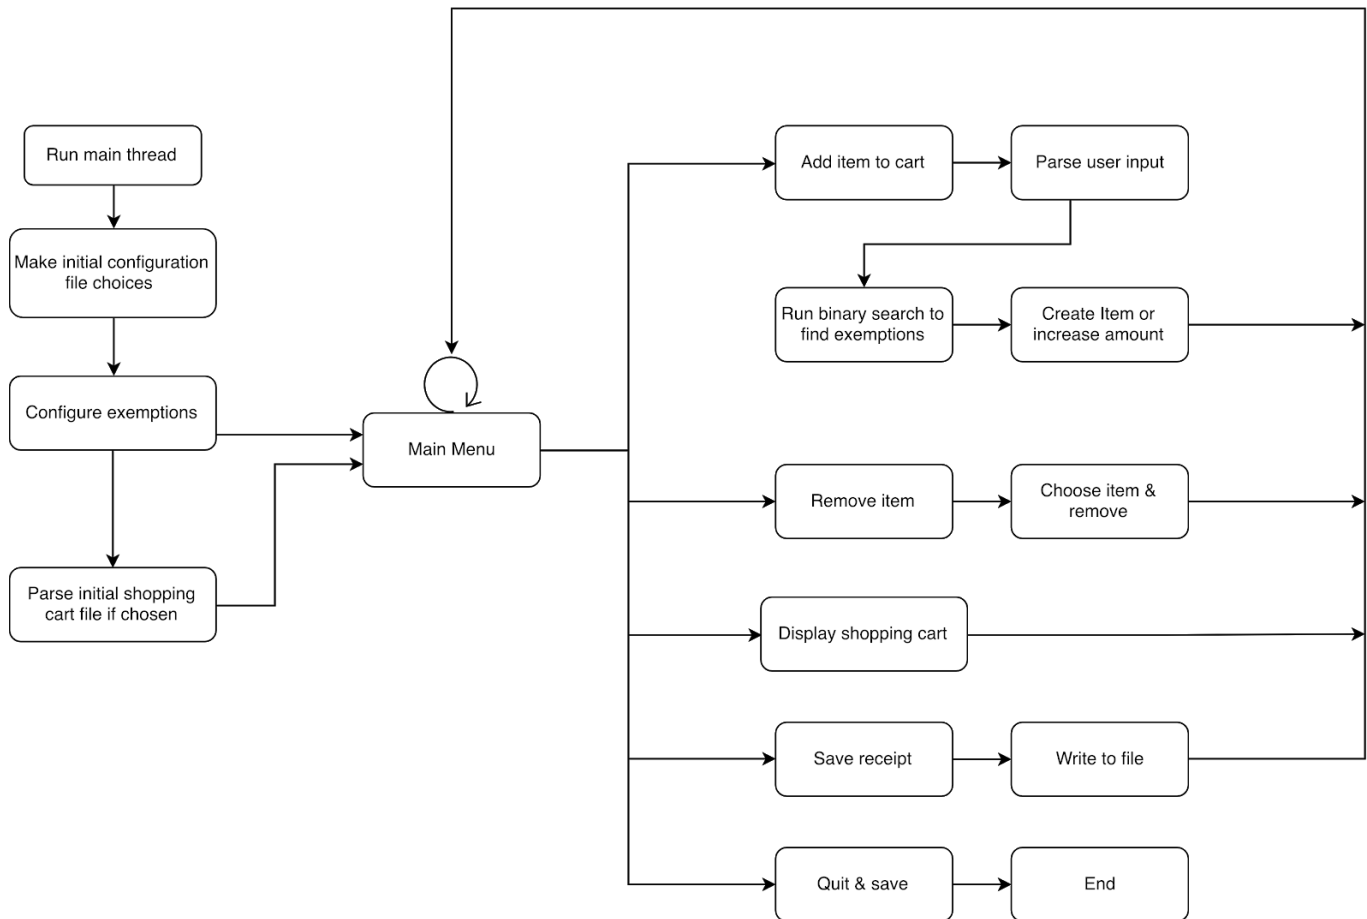 Run main thread
Make initial configuration
file choices
Configure exemptions
Parse initial shopping
cart file if chosen
Main Menu
Add item to cart
Parse user input
Run binary search to
find exemptions
Create Item or
increase amount
Remove item
Choose item &
remove
Display shopping cart
Save receipt
Write to file
Quit & save
End